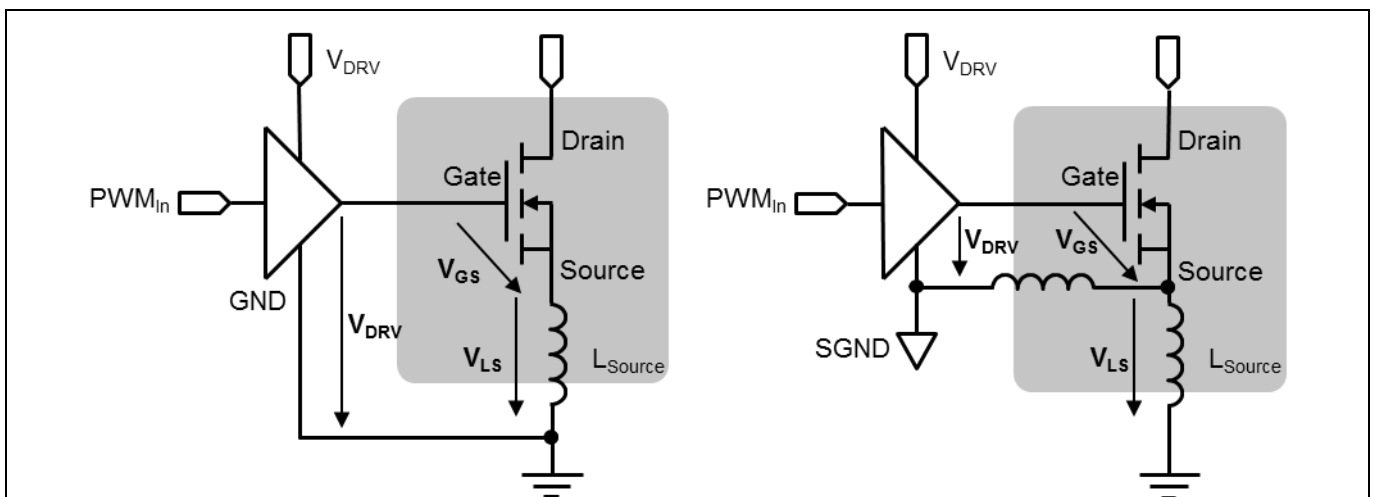 V_DRV
Drain
Gate
PWM_In
V_GS
Source
GND
V_DRV
V_LS
L_Source
V_DRV
Drain
Gate
PWM_In
V_DRV
V_GS
Source
SGND
V_LS
L_Source